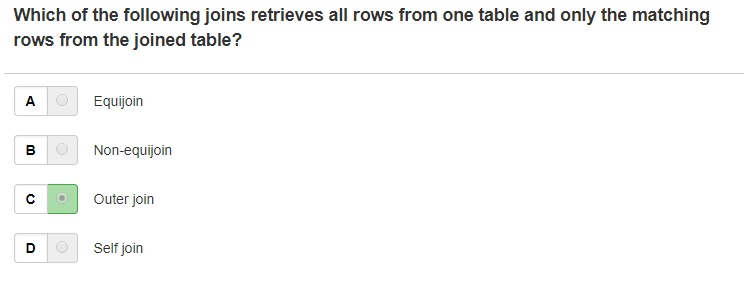 Which of the following joins retrieves all rows from one table and only the matching
rows from the joined table?
A Equijoin
B Non-equijoin
C Outer join
D Self join